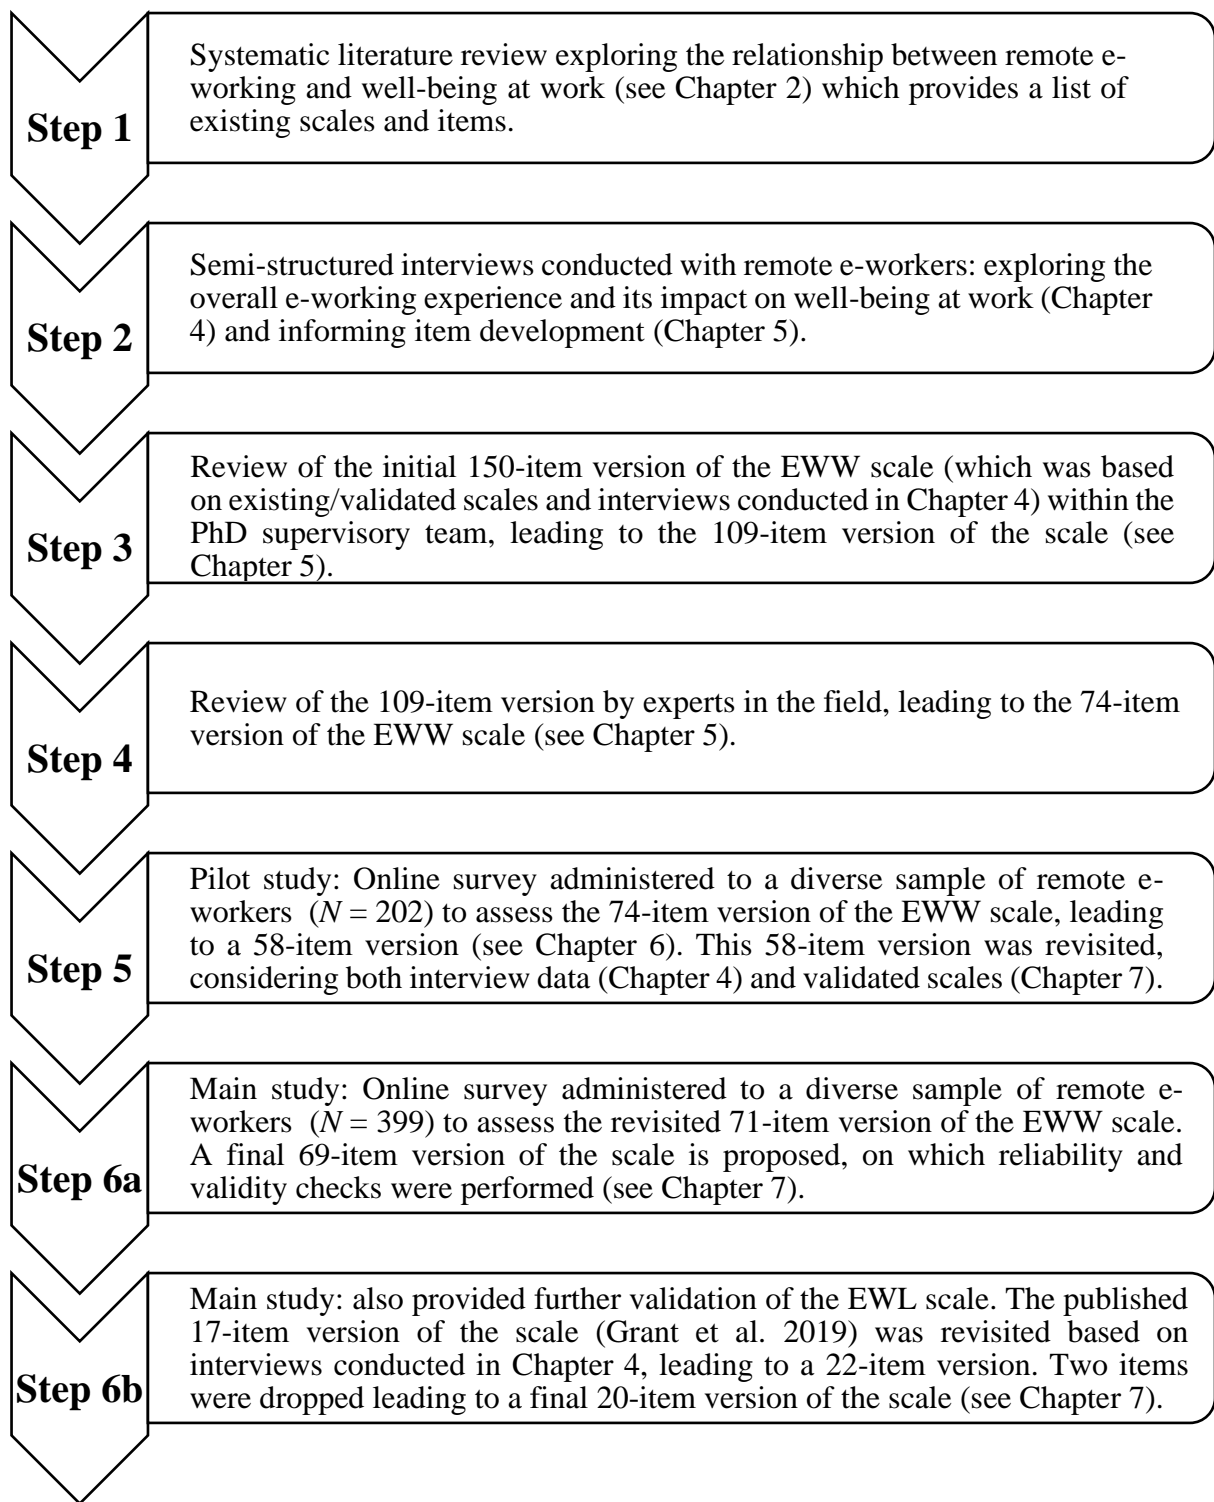 Step 1
Systematic literature review exploring the relationship between remote e-
working and well-being at work (see Chapter 2) which provides a list of
existing scales and items.
Step 2
Semi-structured interviews conducted with remote e-workers: exploring the
overall e-working experience and its impact on well-being at work (Chapter
4) and informing item development (Chapter 5).
Step 3
Review of the initial 150-item version of the EWW scale (which was based
on existing/validated scales and interviews conducted in Chapter 4) within the
PhD supervisory team, leading to the 109-item version of the scale (see
Chapter 5).
Step 4
Review of the 109-item version by experts in the field, leading to the 74-item
version of the EWW scale (see Chapter 5).
Step 5
Pilot study: Online survey administered to a diverse sample of remote e-
workers (N = 202) to assess the 74-item version of the EWW scale, leading
to a 58-item version (see Chapter 6). This 58-item version was revisited,
considering both interview data (Chapter 4) and validated scales (Chapter 7).
Step 6a
Main study: Online survey administered to a diverse sample of remote e-
workers (N = 399) to assess the revisited 71-item version of the EWW scale.
A final 69-item version of the scale is proposed, on which reliability and
validity checks were performed (see Chapter 7).
Step 6b
Main study: also provided further validation of the EWL scale. The published
17-item version of the scale (Grant et al. 2019) was revisited based on
interviews conducted in Chapter 4, leading to a 22-item version. Two items
were dropped leading to a final 20-item version of the scale (see Chapter 7).